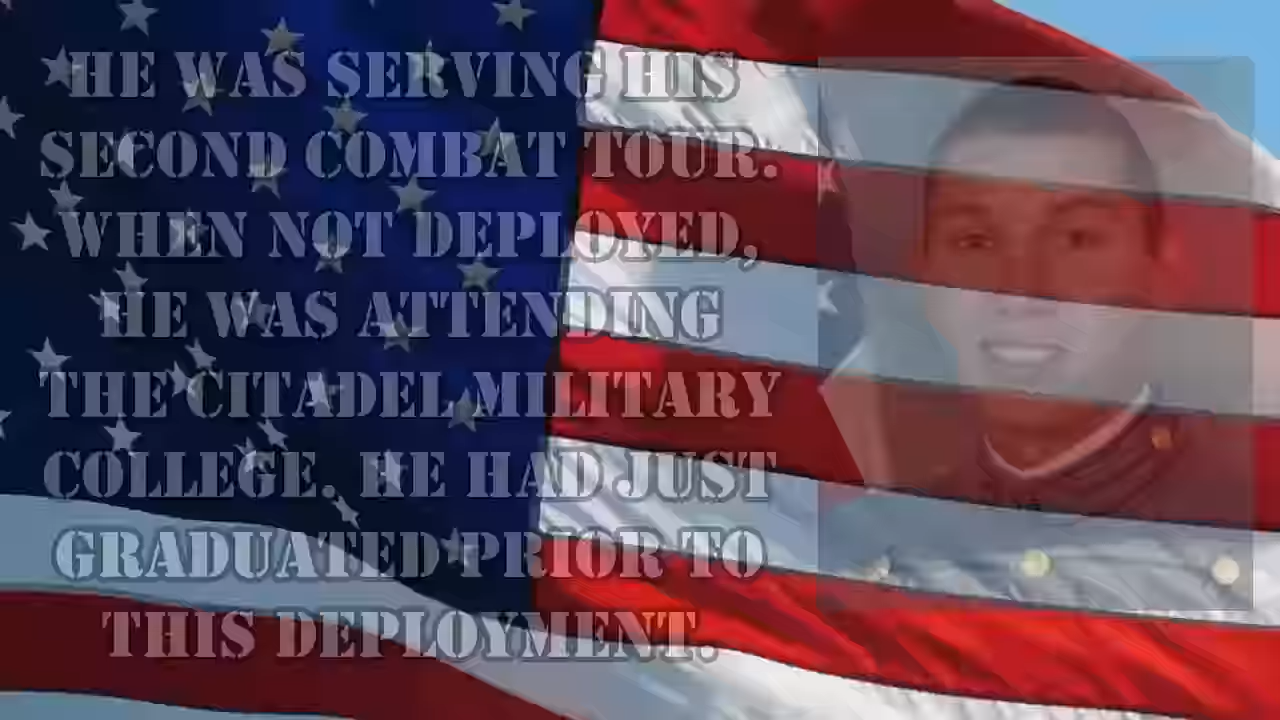 HE WAS SERVING HIS
SECOND COMBAT TOUR.
WHEN NOT DEPLOYED,
HE WAS ATTENDING
THE CITADEL MILITARY
COLLEGE. HE HAD JUST
GRADUATED PRIOR TO
THIS DEPLOYMENT.